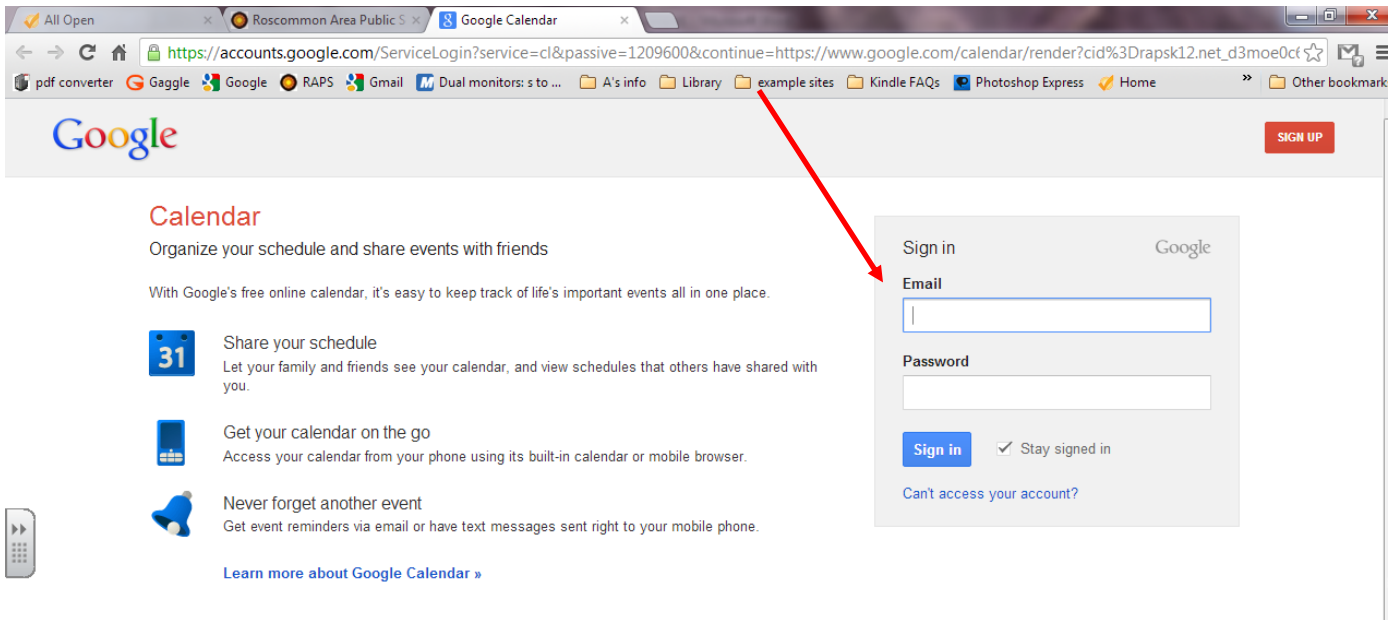 All Open
Roscommon Area Public S
Google Calendar
https://accounts.google.com/ServiceLogin?service=cl&passive=1209600&continue=https://www.google.com/calendar/render?cid%3Drapsk12.net_d3moe0c6
pdf converter Gaggle Google RAPS Gmail Dual monitors: s to ... A's info Library example sites Kindle FAQs Photoshop Express Home » Other bookmark
Google
SIGN UP
Calendar
Organize your schedule and share events with friends
With Google's free online calendar, it's easy to keep track of life's important events all in one place.
31
Share your schedule
Let your family and friends see your calendar, and view schedules that others have shared with
you.
Get your calendar on the go
Access your calendar from your phone using its built-in calendar or mobile browser.
Never forget another event
Get event reminders via email or have text messages sent right to your mobile phone.
Learn more about Google Calendar »
Sign in Google
Email
Password
Sign in Stay signed in
Can't access your account?